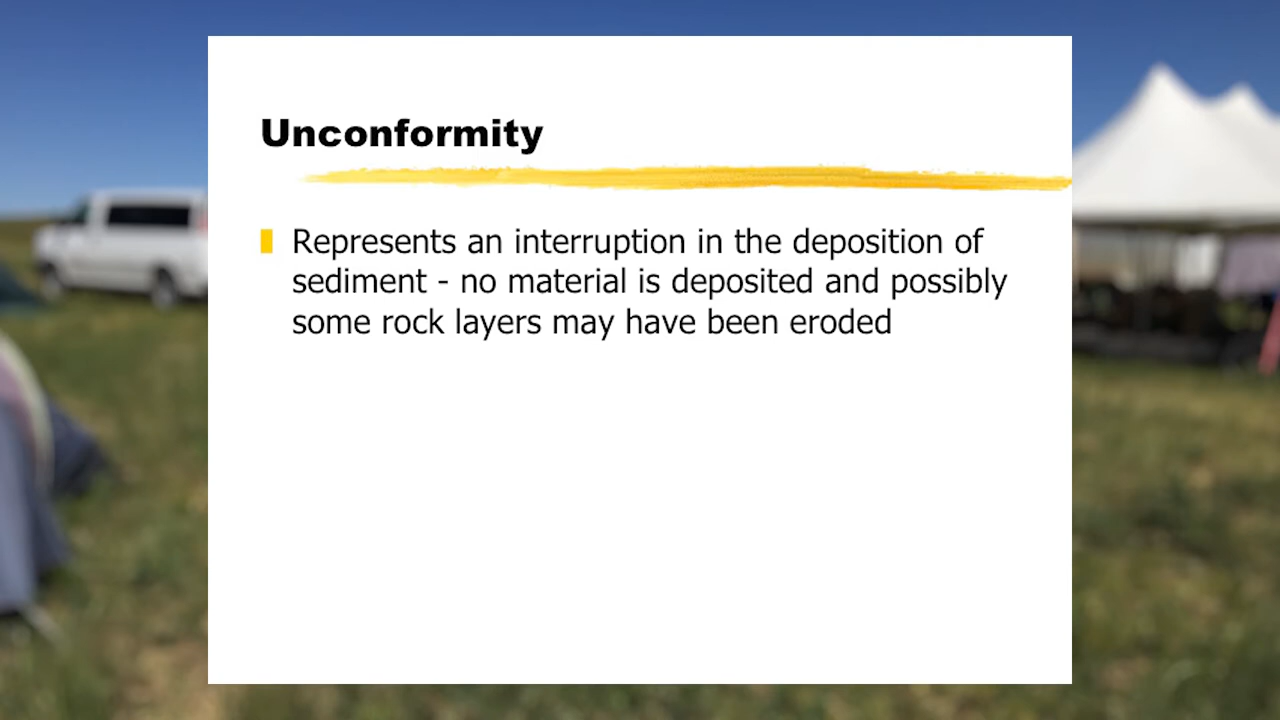 Unconformity
Represents an interruption in the deposition of
sediment - no material is deposited and possibly
some rock layers may have been eroded